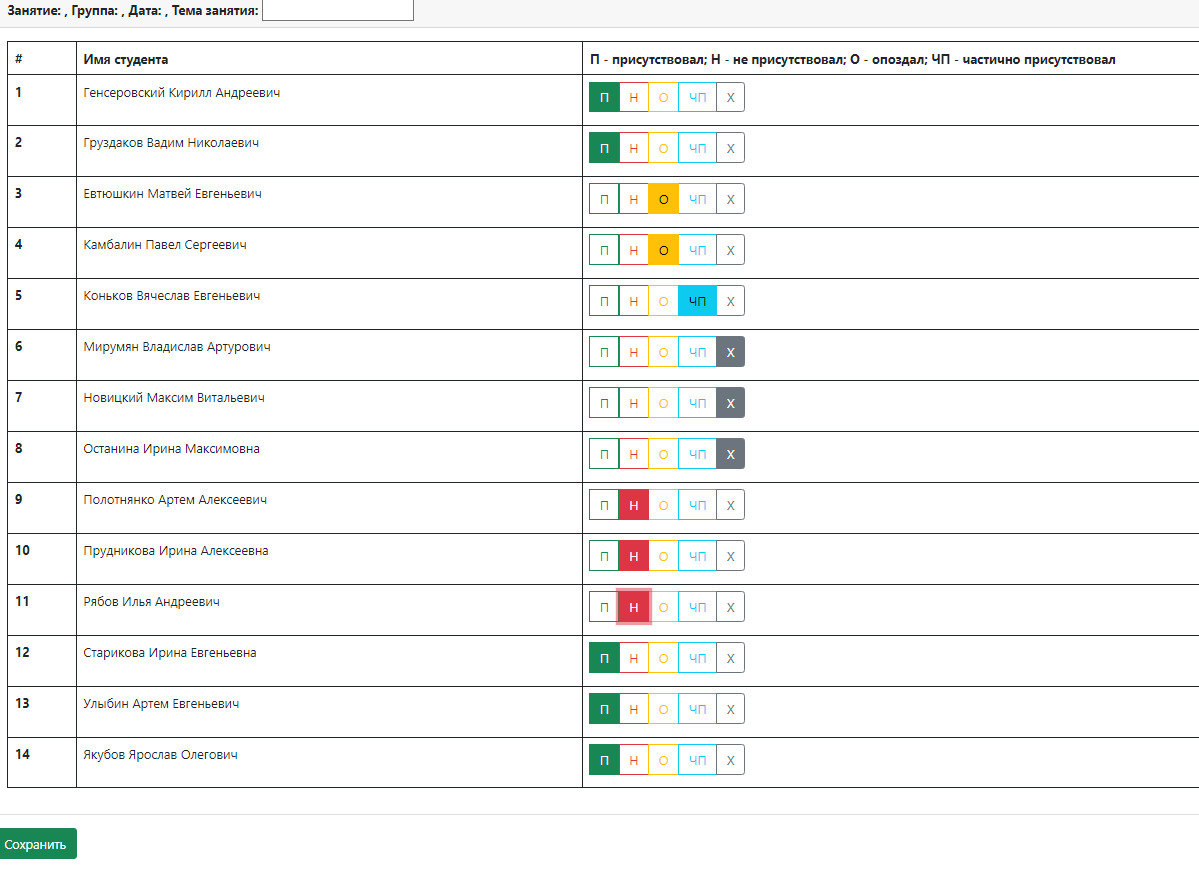 Занятие: , Группа: , Дата: , Тема занятия:
# Имя студента П - присутствовал; Н - не присутствовал; О - опоздал; ЧП - частично присутствовал
1 Генсеровский Кирилл Андреевич П Н О ЧП Х
2 Груздаков Вадим Николаевич П Н О ЧП Х
3 Евтюшкин Матвей Евгеньевич П Н О ЧП Х
4 Камбалин Павел Сергеевич П Н О ЧП Х
5 Коньков Вячеслав Евгеньевич П Н О ЧП Х
6 Мирумян Владислав Артурович П Н О ЧП Х
7 Новицкий Максим Витальевич П Н О ЧП Х
8 Останина Ирина Максимовна П Н О ЧП Х
9 Полотнянко Артем Алексеевич П Н О ЧП Х
10 Прудникова Ирина Алексеевна П Н О ЧП Х
11 Рябов Илья Андреевич П Н О ЧП Х
12 Старикова Ирина Евгеньевна П Н О ЧП Х
13 Улыбин Артем Евгеньевич П Н О ЧП Х
14 Якубов Ярослав Олегович П Н О ЧП Х
Сохранить